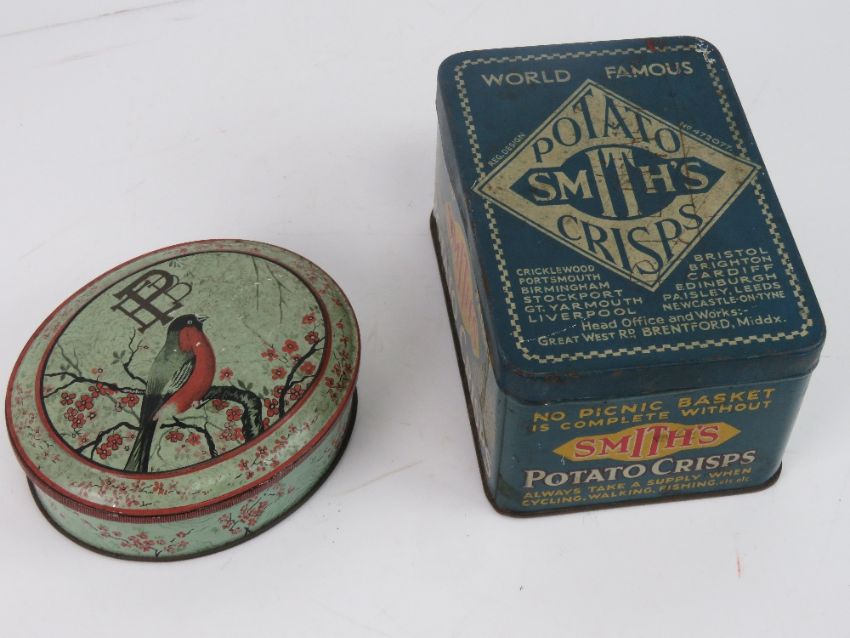 WORLD FAMOUS
REG. DESIGN
No 472077.
POTATO
SMITH'S
CRISPS
CRICKLEWOOD
PORTSMOUTH
BIRMINGHAM
STOCKPORT
GT. YARMOUTH
LIVERPOOL
BRISTOL
BRIGHTON
CARDIFF
EDINBURGH
PAISLEY, LEEDS
NEWCASTLE-ON-TYNE
Head Office and Works:-
GREAT WEST RD. BRENTFORD, Middx.
NO PICNIC BASKET
IS COMPLETE WITHOUT
SMITH'S
POTATO CRISPS
ALWAYS TAKE A SUPPLY WHEN
CYCLING, WALKING, FISHING, etc etc